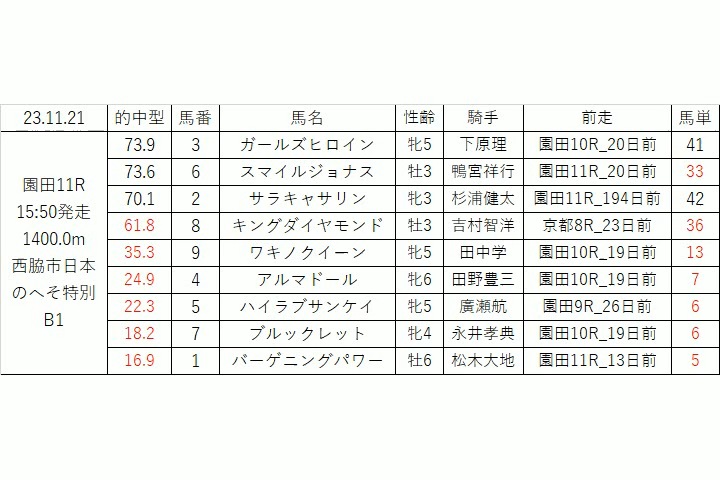 23.11.21 的中型 馬番 馬名 性齢 騎手 前走 馬単
園田11R
15:50発走
1400.0m
西脇市日本
のへそ特別
B1
73.9 3 ガールズヒロイン 牝5 下原理 園田10R_20日前 41
73.6 6 スマイルジョナス 牡3 鴨宮祥行 園田11R_20日前 33
70.1 2 サラキャサリン 牝3 杉浦健太 園田11R_194日前 42
61.8 8 キングダイヤモンド 牡3 吉村智洋 京都8R_23日前 36
35.3 9 ワキノクイーン 牝5 田中学 園田10R_19日前 13
24.9 4 アルマドール 牝6 田野豊三 園田10R_19日前 7
22.3 5 ハイラブサンケイ 牝5 廣瀬航 園田9R_26日前 6
18.2 7 ブルックレット 牝4 永井孝典 園田10R_19日前 6
16.9 1 バーゲニングパワー 牡6 松木大地 園田11R_13日前 5